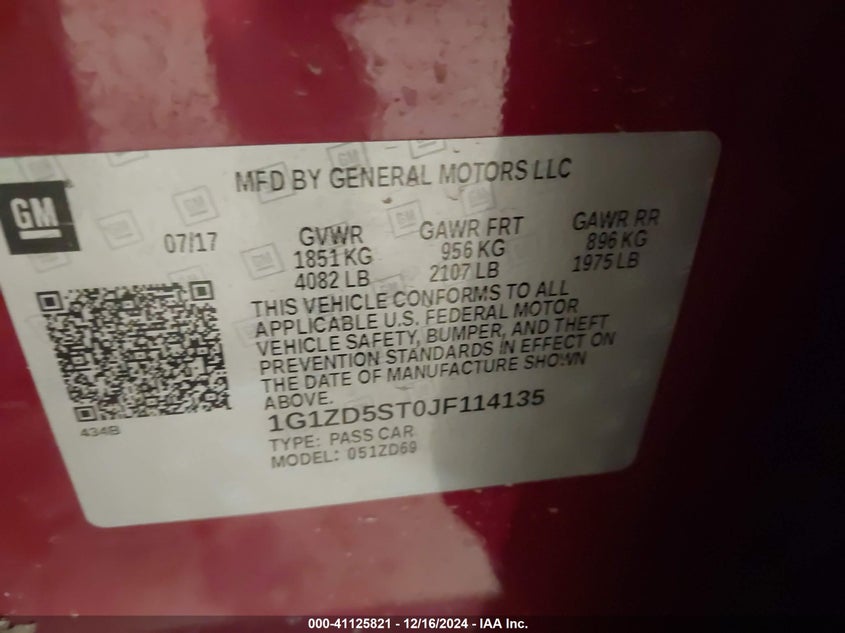 MFD BY GENERAL MOTORS LLC
GM
07/17
GVWR
1851 KG
4082 LB
GAWR FRT
956 KG
2107 LB
GAWR RR
896 KG
1975 LB
THIS VEHICLE CONFORMS TO ALL
APPLICABLE U.S. FEDERAL MOTOR
VEHICLE SAFETY, BUMPER, AND THEFT
PREVENTION STANDARDS IN EFFECT ON
THE DATE OF MANUFACTURE SHOWN
ABOVE.
434B
1G1ZD5ST0JF114135
TYPE: PASS CAR
MODEL: 051ZD69
000-41125821 - 12/16/2024 - IAA Inc.